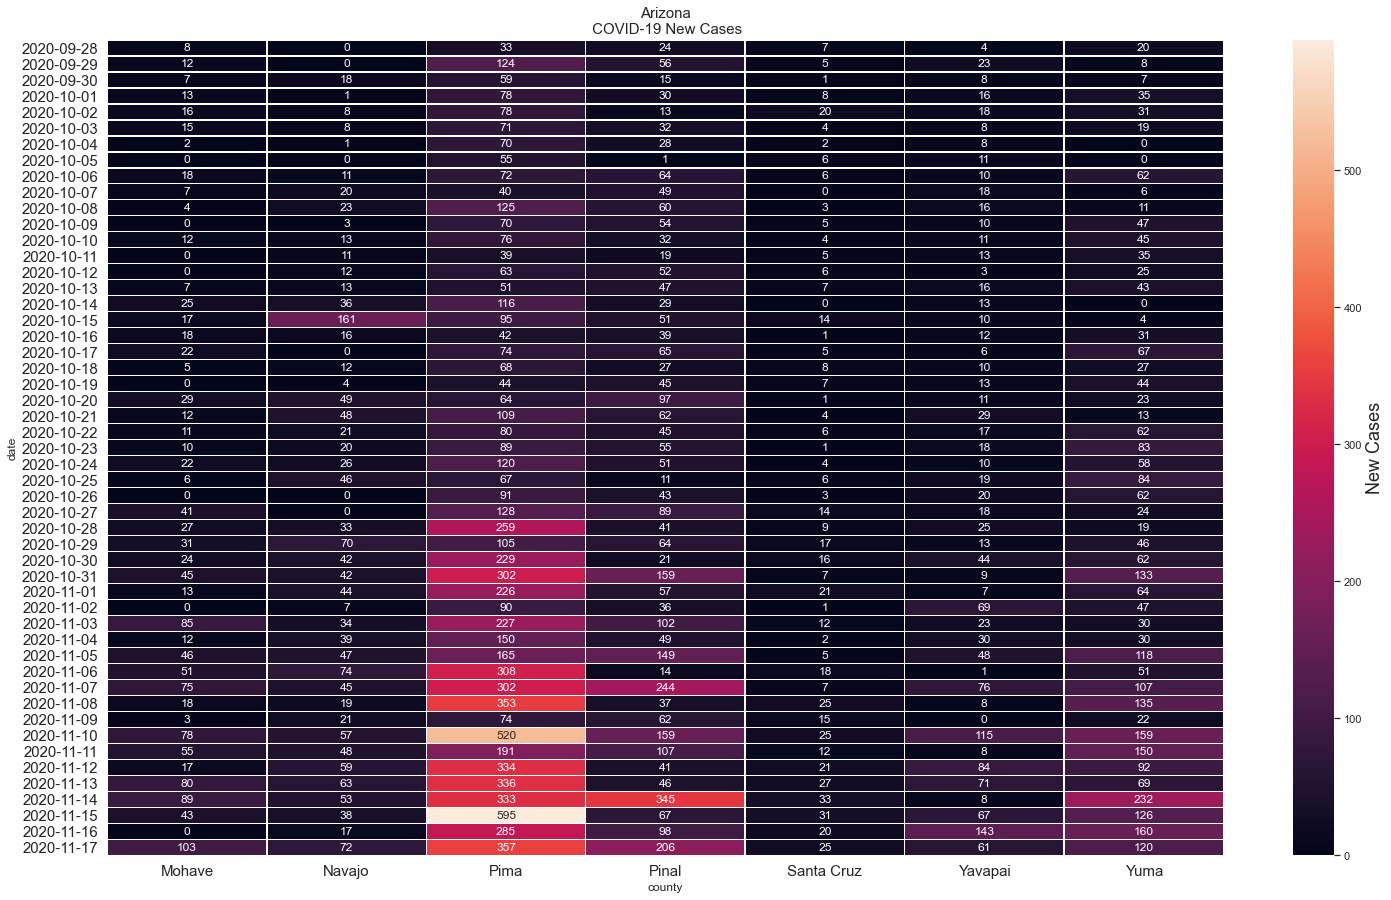 Arizona
COVID-19 New Cases
2020-09-28 8 0 33 24 7 4 20
2020-09-29 12 0 124 56 5 23 8
2020-09-30 7 18 59 15 1 8 7
2020-10-01 13 1 78 30 8 16 35
2020-10-02 16 8 78 13 20 18 31
2020-10-03 15 8 71 32 4 8 19
2020-10-04 2 1 70 28 2 8 0
2020-10-05 0 0 55 1 6 11 0
2020-10-06 18 11 72 64 6 10 62
2020-10-07 7 20 40 49 0 18 6
2020-10-08 4 23 125 60 3 16 11
2020-10-09 0 3 70 54 5 10 47
2020-10-10 12 13 76 32 4 11 45
2020-10-11 0 11 39 19 5 13 35
2020-10-12 0 12 63 52 6 3 25
2020-10-13 7 13 51 47 7 16 43
2020-10-14 25 36 116 29 0 13 0
2020-10-15 17 161 95 51 14 10 4
2020-10-16 18 16 42 39 1 12 31
2020-10-17 22 0 74 65 5 6 67
2020-10-18 5 12 68 27 8 10 27
2020-10-19 0 4 44 45 7 13 44
2020-10-20 29 49 64 97 1 11 23
2020-10-21 12 48 109 62 4 29 13
2020-10-22 11 21 80 45 6 17 62
2020-10-23 10 20 89 55 1 18 83
2020-10-24 22 26 120 51 4 10 58
2020-10-25 6 46 67 11 6 19 84
2020-10-26 0 0 91 43 3 20 62
2020-10-27 41 0 128 89 14 18 24
2020-10-28 27 33 259 41 9 25 19
2020-10-29 31 70 105 64 17 13 46
2020-10-30 24 42 229 21 16 44 62
2020-10-31 45 42 302 159 7 9 133
2020-11-01 13 44 226 57 21 7 64
2020-11-02 0 7 90 36 1 69 47
2020-11-03 85 34 227 102 12 23 30
2020-11-04 12 39 150 49 2 30 30
2020-11-05 46 47 165 149 5 48 118
2020-11-06 51 74 308 14 18 1 51
2020-11-07 75 45 302 244 7 76 107
2020-11-08 18 19 353 37 25 8 135
2020-11-09 3 21 74 62 15 0 22
2020-11-10 78 57 520 159 25 115 159
2020-11-11 55 48 191 107 12 8 150
2020-11-12 17 59 334 41 21 84 92
2020-11-13 80 63 336 46 27 71 69
2020-11-14 89 53 333 345 33 8 232
2020-11-15 43 38 595 67 31 67 126
2020-11-16 0 17 285 98 20 143 160
2020-11-17 103 72 357 206 25 61 120
Mohave Navajo Pima Pinal Santa Cruz Yavapai Yuma
county
date
500
400
300
200
100
0
New Cases